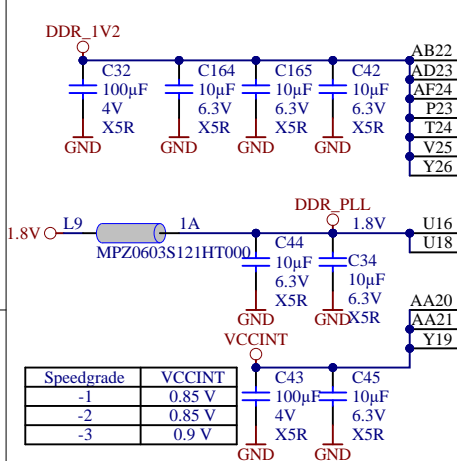 DDR_1V2
C32
100µF
4V
X5R
GND
C164
10µF
6.3V
X5R
GND
C165
10µF
6.3V
X5R
GND
C42
10µF
6.3V
X5R
GND
AB22
AD23
AF24
P23
T24
V25
Y26
1.8V
L9
1A
MPZ0603S121HT000
DDR_PLL
1.8V
U16
U18
C44
10µF
6.3V
X5R
GND
C34
10µF
6.3V
X5R
GND
VCCINT
AA20
AA21
Y19
C43
100µF
4V
X5R
GND
C45
10µF
6.3V
X5R
GND
Speedgrade VCCINT
-1 0.85 V
-2 0.85 V
-3 0.9 V